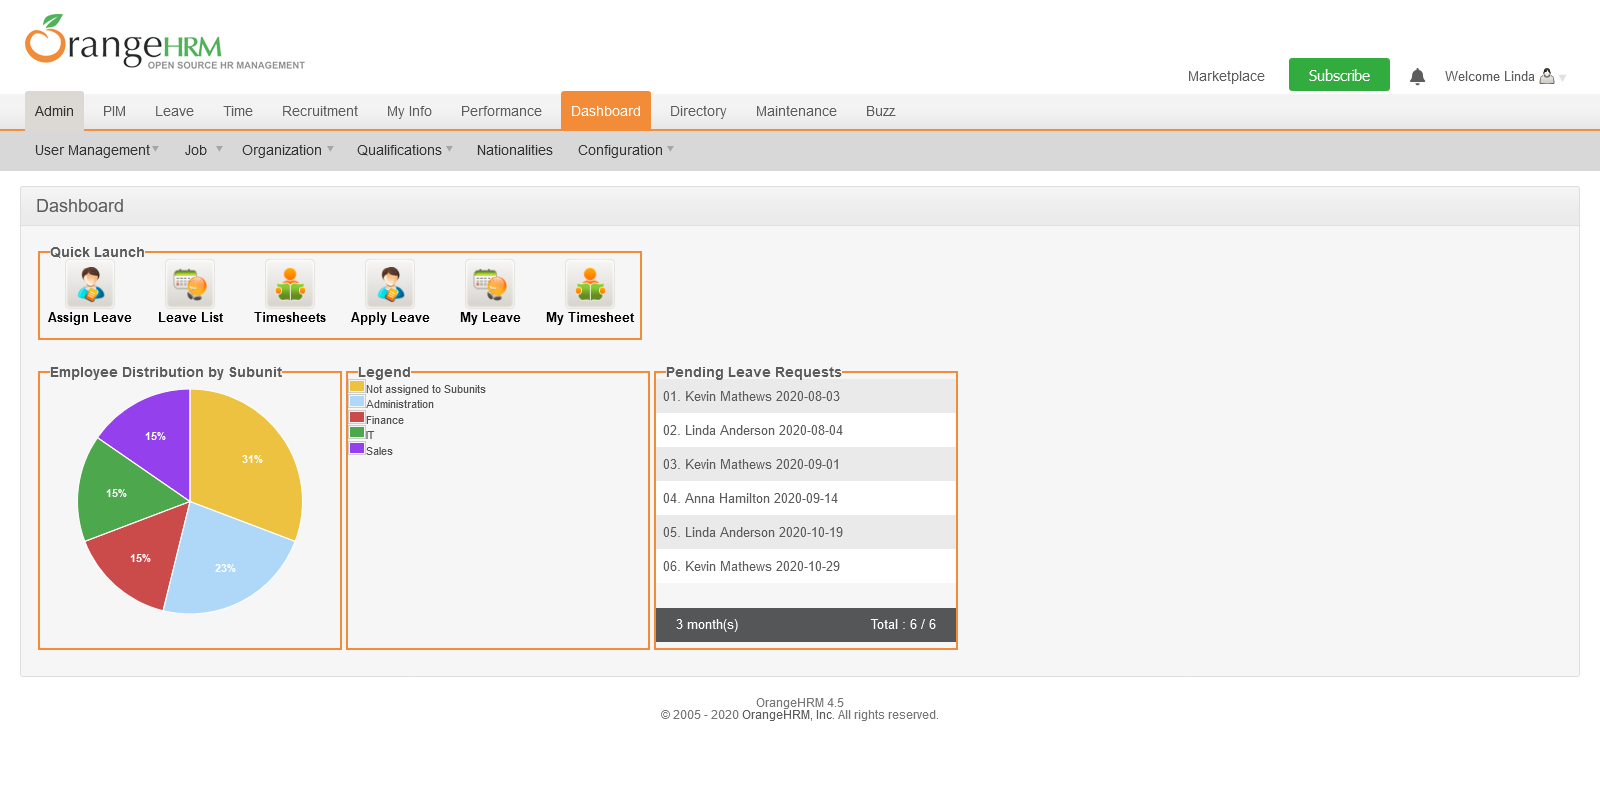 OrangeHRM
OPEN SOURCE HR MANAGEMENT
Marketplace
Subscribe
Welcome Linda
Admin
PIM
Leave
Time
Recruitment
My Info
Performance
Dashboard
Directory
Maintenance
Buzz
User Management
Job
Organization
Qualifications
Nationalities
Configuration
Dashboard
Quick Launch
Assign Leave
Leave List
Timesheets
Apply Leave
My Leave
My Timesheet
Employee Distribution by Subunit
15%
31%
15%
15%
23%
Legend
Not assigned to Subunits
Administration
Finance
IT
Sales
Pending Leave Requests
01. Kevin Mathews 2020-08-03
02. Linda Anderson 2020-08-04
03. Kevin Mathews 2020-09-01
04. Anna Hamilton 2020-09-14
05. Linda Anderson 2020-10-19
06. Kevin Mathews 2020-10-29
3 month(s)
Total : 6 / 6
OrangeHRM 4.5
© 2005 - 2020 OrangeHRM, Inc. All rights reserved.